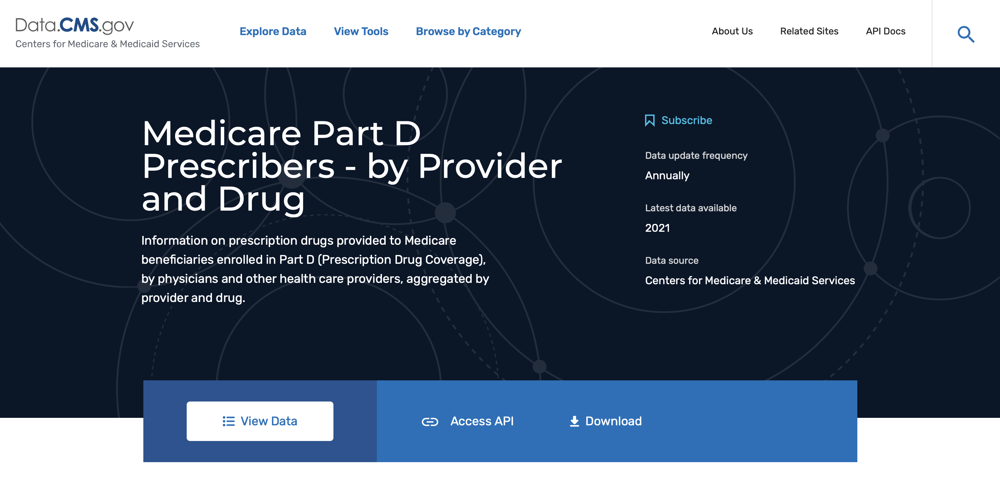 Data.CMS.gov
Centers for Medicare & Medicaid Services
Explore Data
View Tools
Browse by Category
About Us
Related Sites
API Docs
Medicare Part D
Prescribers - by Provider
and Drug
Information on prescription drugs provided to Medicare
beneficiaries enrolled in Part D (Prescription Drug Coverage),
by physicians and other health care providers, aggregated by
provider and drug.
Subscribe
Data update frequency
Annually
Latest data available
2021
Data source
Centers for Medicare & Medicaid Services
View Data
Access API
Download